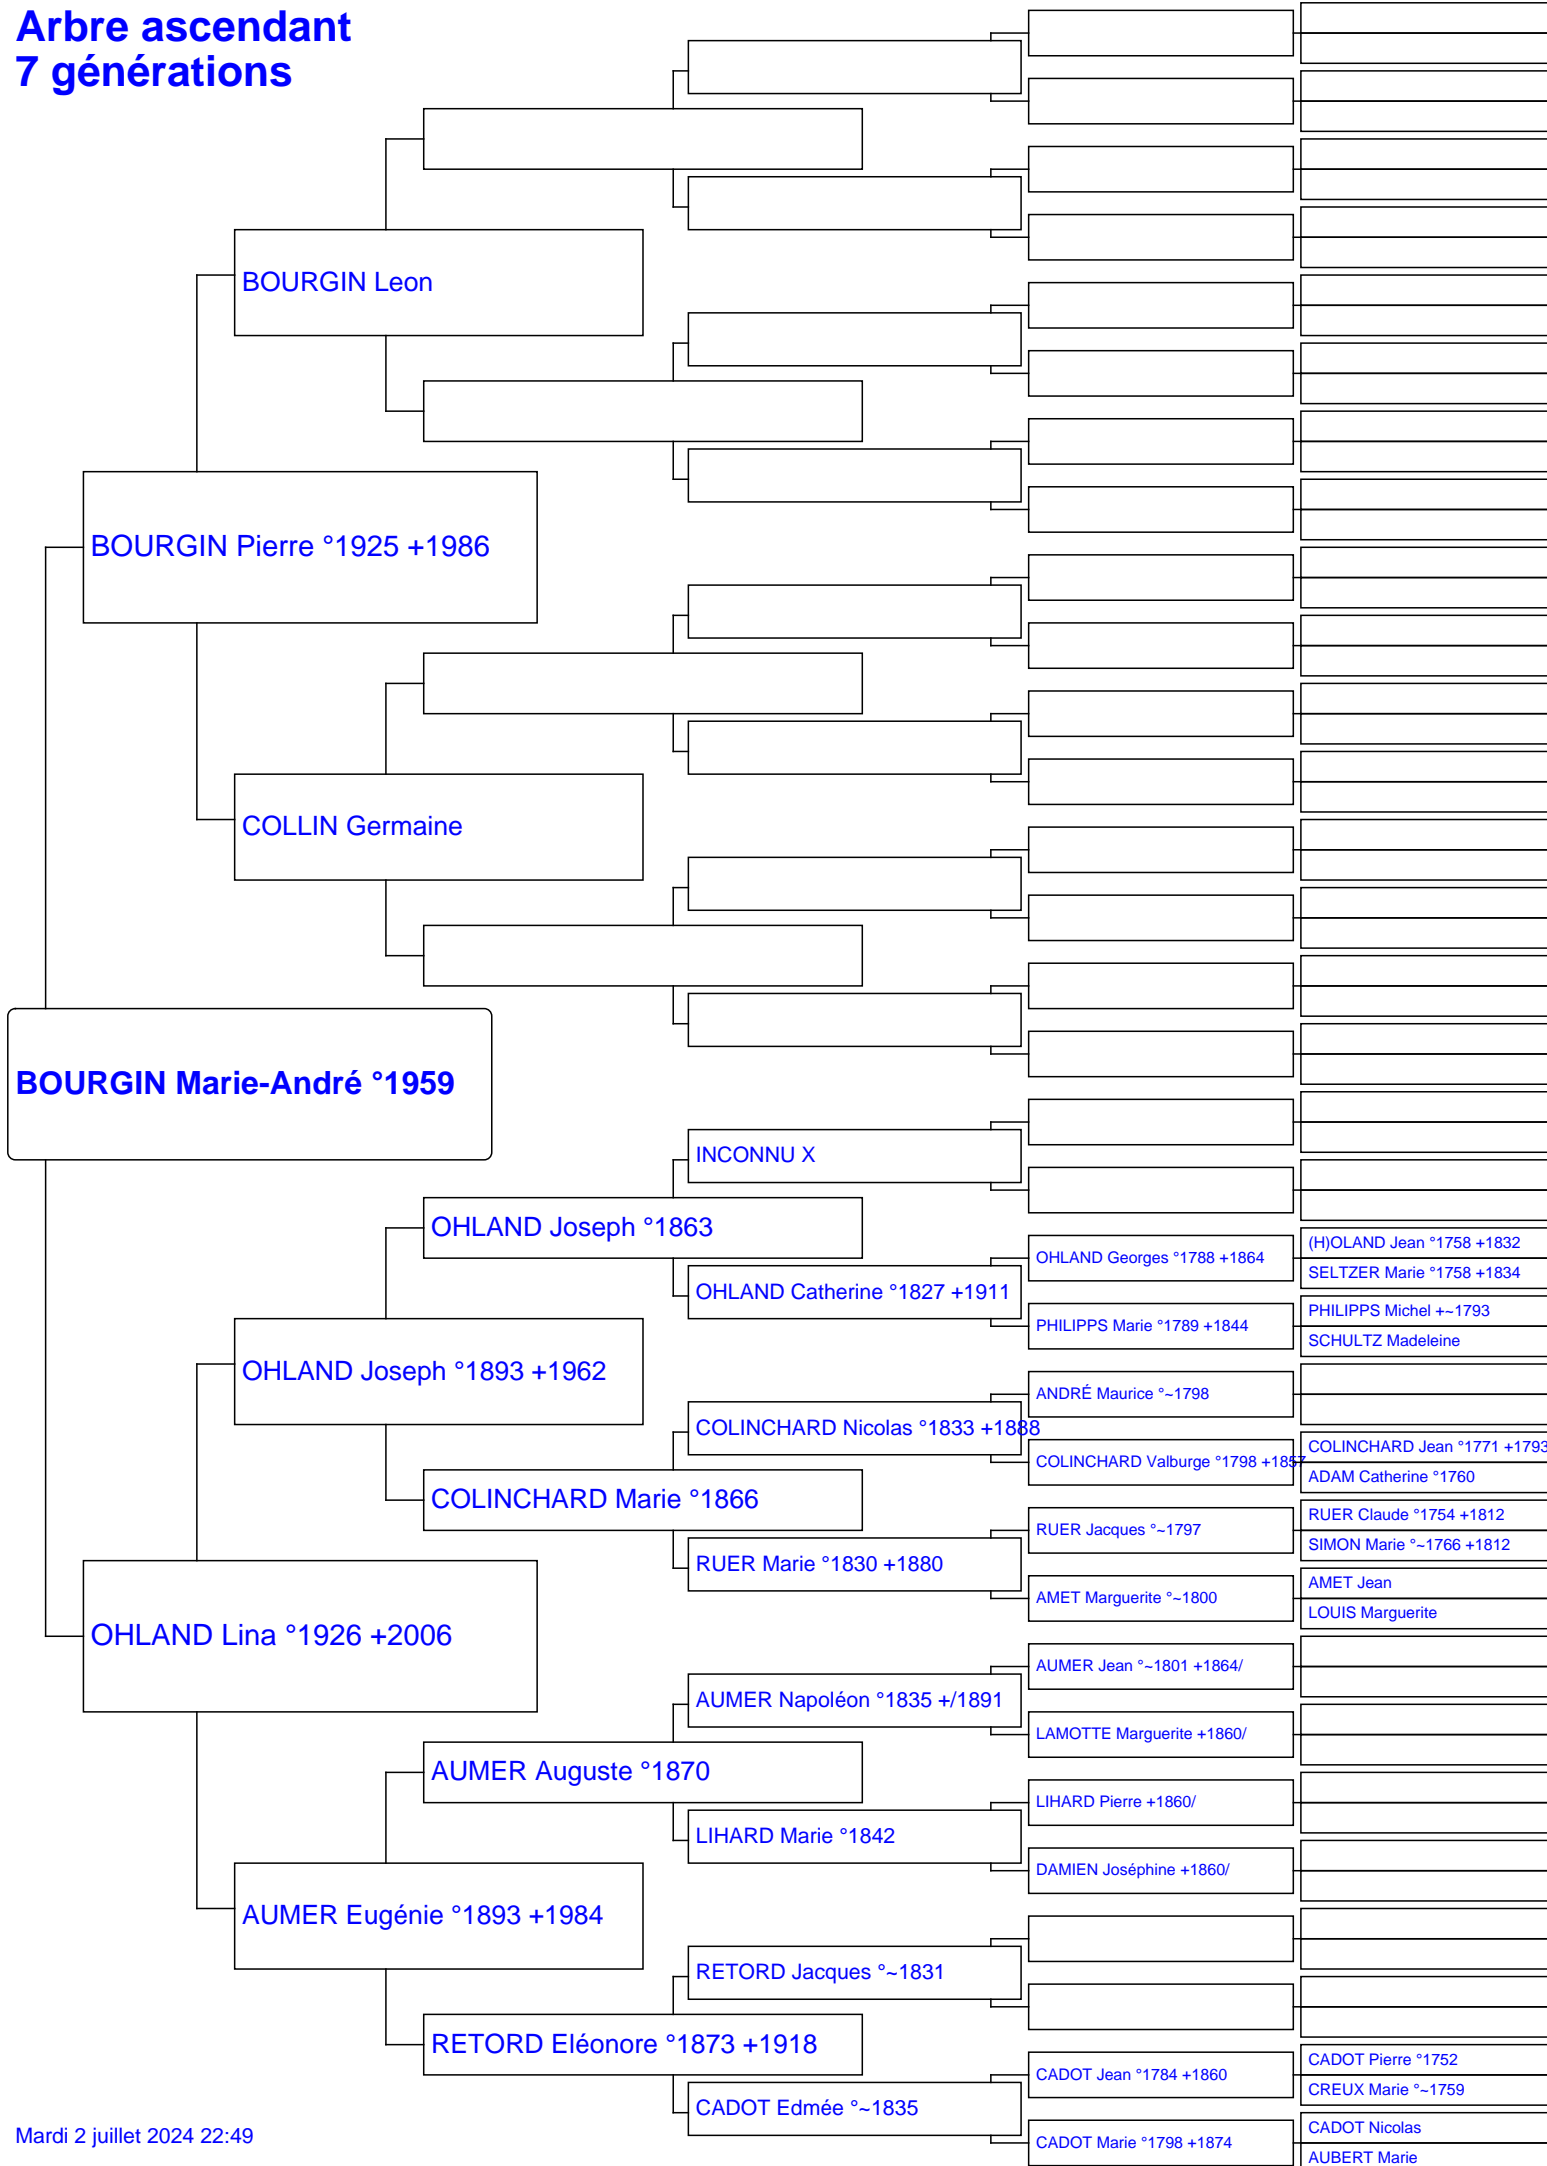 Arbre ascendant
7 générations
BOURGIN Leon
BOURGIN Pierre °1925 +1986
COLLIN Germaine
BOURGIN Marie-André °1959
INCONNU X
OHLAND Joseph °1863
OHLAND Georges °1788 +1864
(H)OLAND Jean °1758 +1832
SELTZER Marie °1758 +1834
OHLAND Catherine °1827 +1911
PHILIPPS Marie °1789 +1844
PHILIPPS Michel +~1793
SCHULTZ Madeleine
OHLAND Joseph °1893 +1962
ANDRÉ Maurice °~1798
COLINCHARD Nicolas °1833 +1888
COLINCHARD Valburge °1798 +1857
COLINCHARD Jean °1771 +1793
ADAM Catherine °1760
COLINCHARD Marie °1866
RUER Jacques °~1797
RUER Claude °1754 +1812
SIMON Marie °~1766 +1812
RUER Marie °1830 +1880
AMET Marguerite °~1800
AMET Jean
LOUIS Marguerite
OHLAND Lina °1926 +2006
AUMER Jean °~1801 +1864/
AUMER Napoléon °1835 +/1891
LAMOTTE Marguerite +1860/
AUMER Auguste °1870
LIHARD Pierre +1860/
LIHARD Marie °1842
DAMIEN Joséphine +1860/
AUMER Eugénie °1893 +1984
RETORD Jacques °~1831
RETORD Eléonore °1873 +1918
CADOT Jean °1784 +1860
CADOT Pierre °1752
CREUX Marie °~1759
CADOT Edmée °~1835
CADOT Marie °1798 +1874
CADOT Nicolas
AUBERT Marie
Mardi 2 juillet 2024 22:49